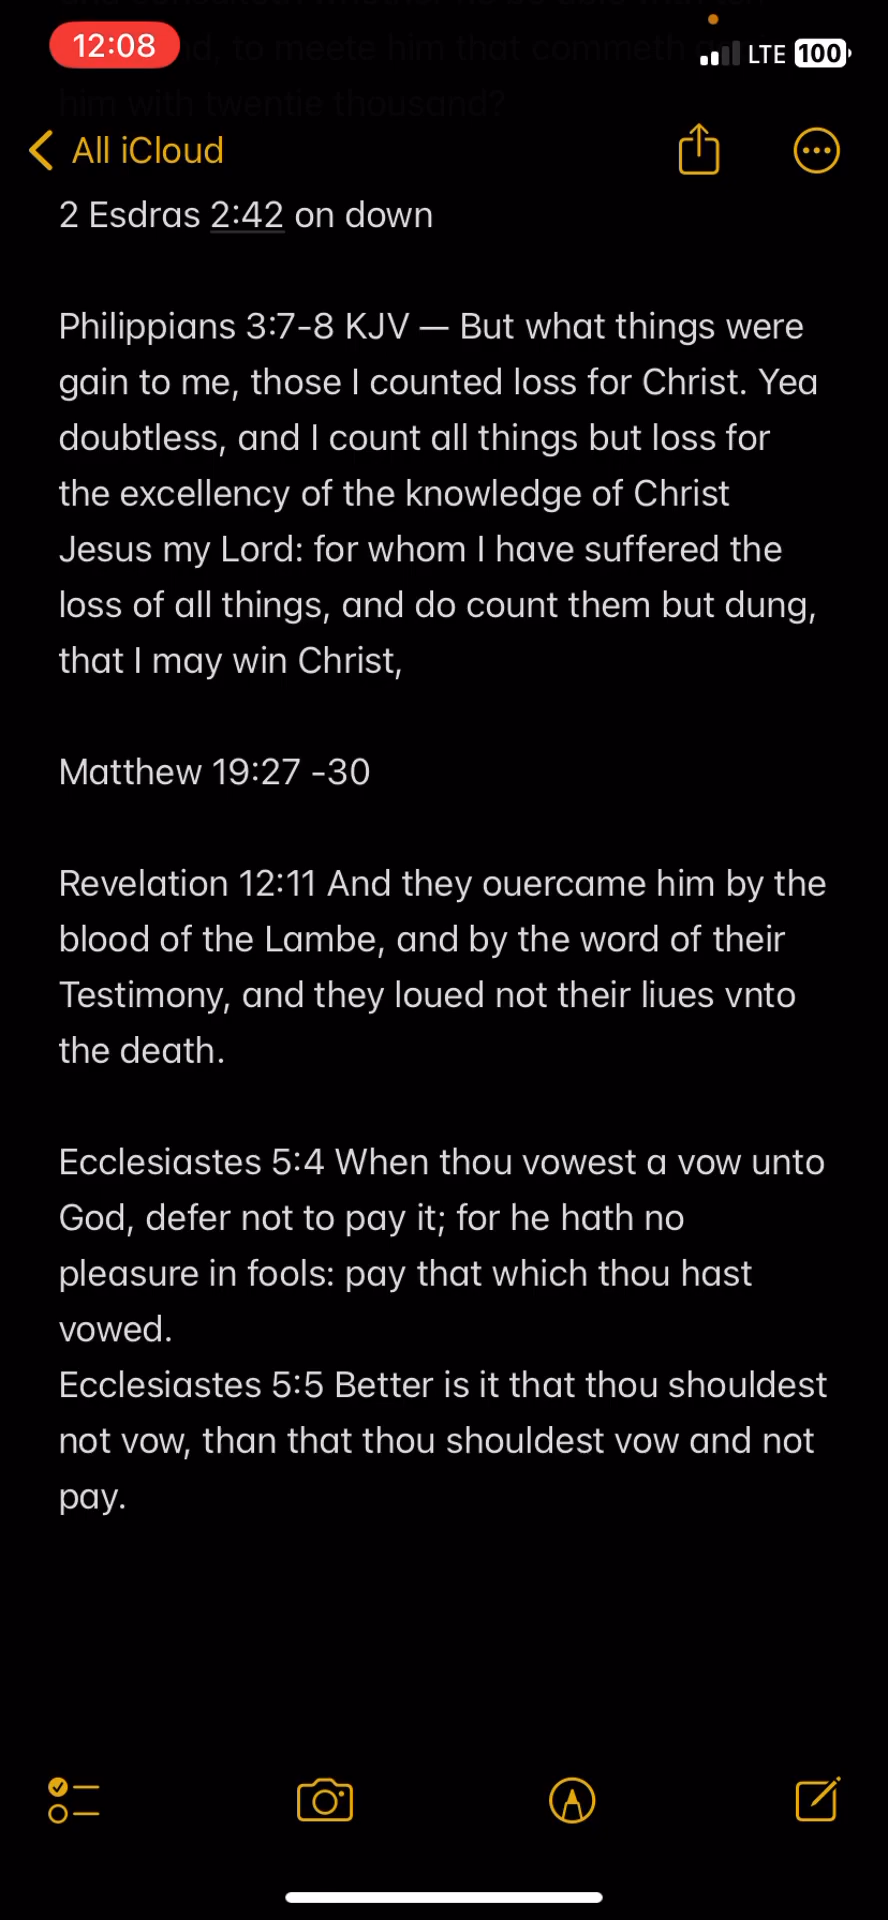 him with twentie thousand?
12:08
LTE 100
All iCloud
2 Esdras 2:42 on down
Philippians 3:7-8 KJV — But what things were
gain to me, those I counted loss for Christ. Yea
doubtless, and I count all things but loss for
the excellency of the knowledge of Christ
Jesus my Lord: for whom I have suffered the
loss of all things, and do count them but dung,
that I may win Christ,
Matthew 19:27 -30
Revelation 12:11 And they ouercame him by the
blood of the Lambe, and by the word of their
Testimony, and they loued not their liues vnto
the death.
Ecclesiastes 5:4 When thou vowest a vow unto
God, defer not to pay it; for he hath no
pleasure in fools: pay that which thou hast
vowed.
Ecclesiastes 5:5 Better is it that thou shouldest
not vow, than that thou shouldest vow and not
pay.